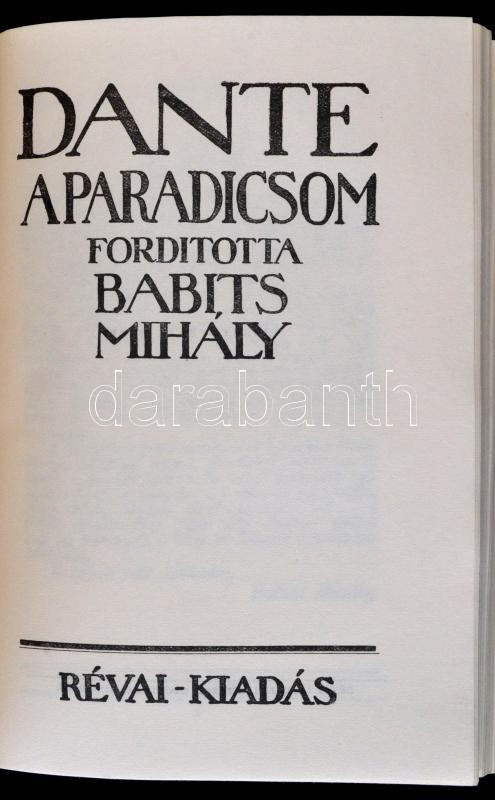 DANTE
A PARADICSOM
FORDITOTTA
BABITS
MIHÁLY
darabanth
RÉVAI-KIADÁS